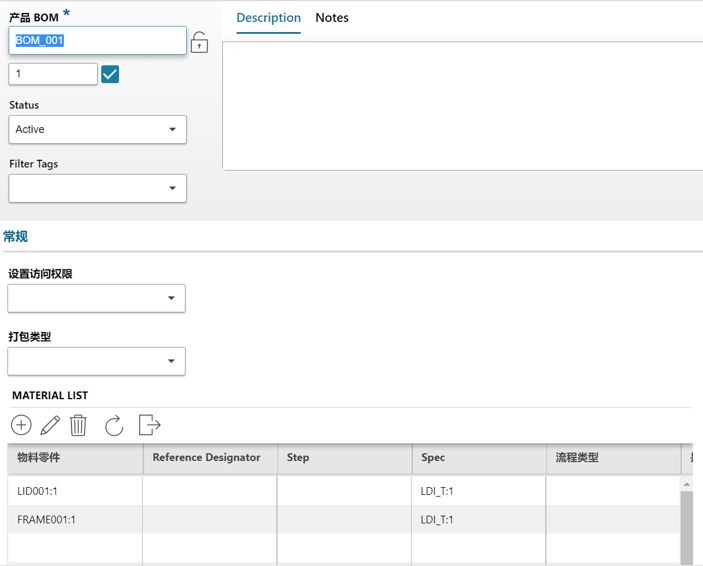 产品 BOM *
Description Notes
BOM_001
1
Status
Active
Filter Tags
常规
设置访问权限
打包类型
MATERIAL LIST
物料零件 Reference Designator Step Spec 流程类型
LID001:1 LDI_T:1
FRAME001:1 LDI_T:1